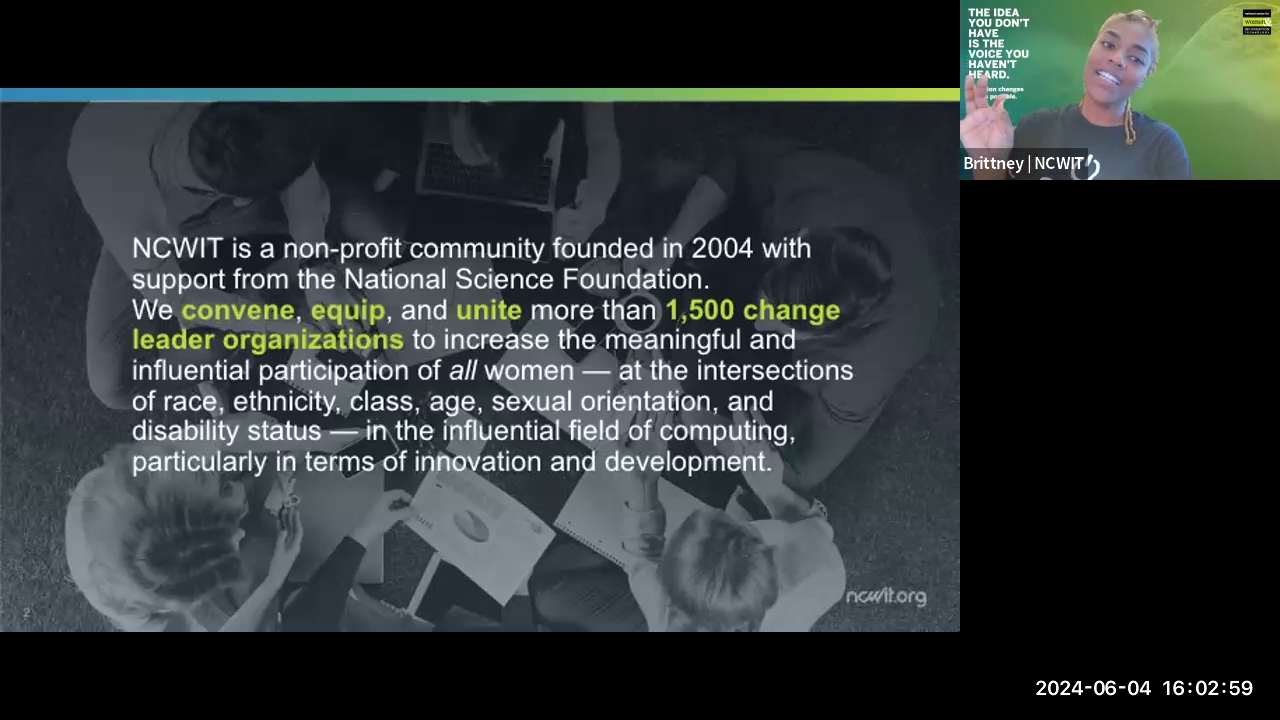 NCWIT is a non-profit community founded in 2004 with
support from the National Science Foundation.
We convene, equip, and unite more than 1,500 change
leader organizations to increase the meaningful and
influential participation of all women — at the intersections
of race, ethnicity, class, age, sexual orientation, and
disability status — in the influential field of computing,
particularly in terms of innovation and development.
2
ncwit.org
THE IDEA
YOU DON'T
HAVE
IS THE
VOICE YOU
HAVEN'T
HEARD.
changes
Brittney | NCWIT
2024-06-04 16:02:59